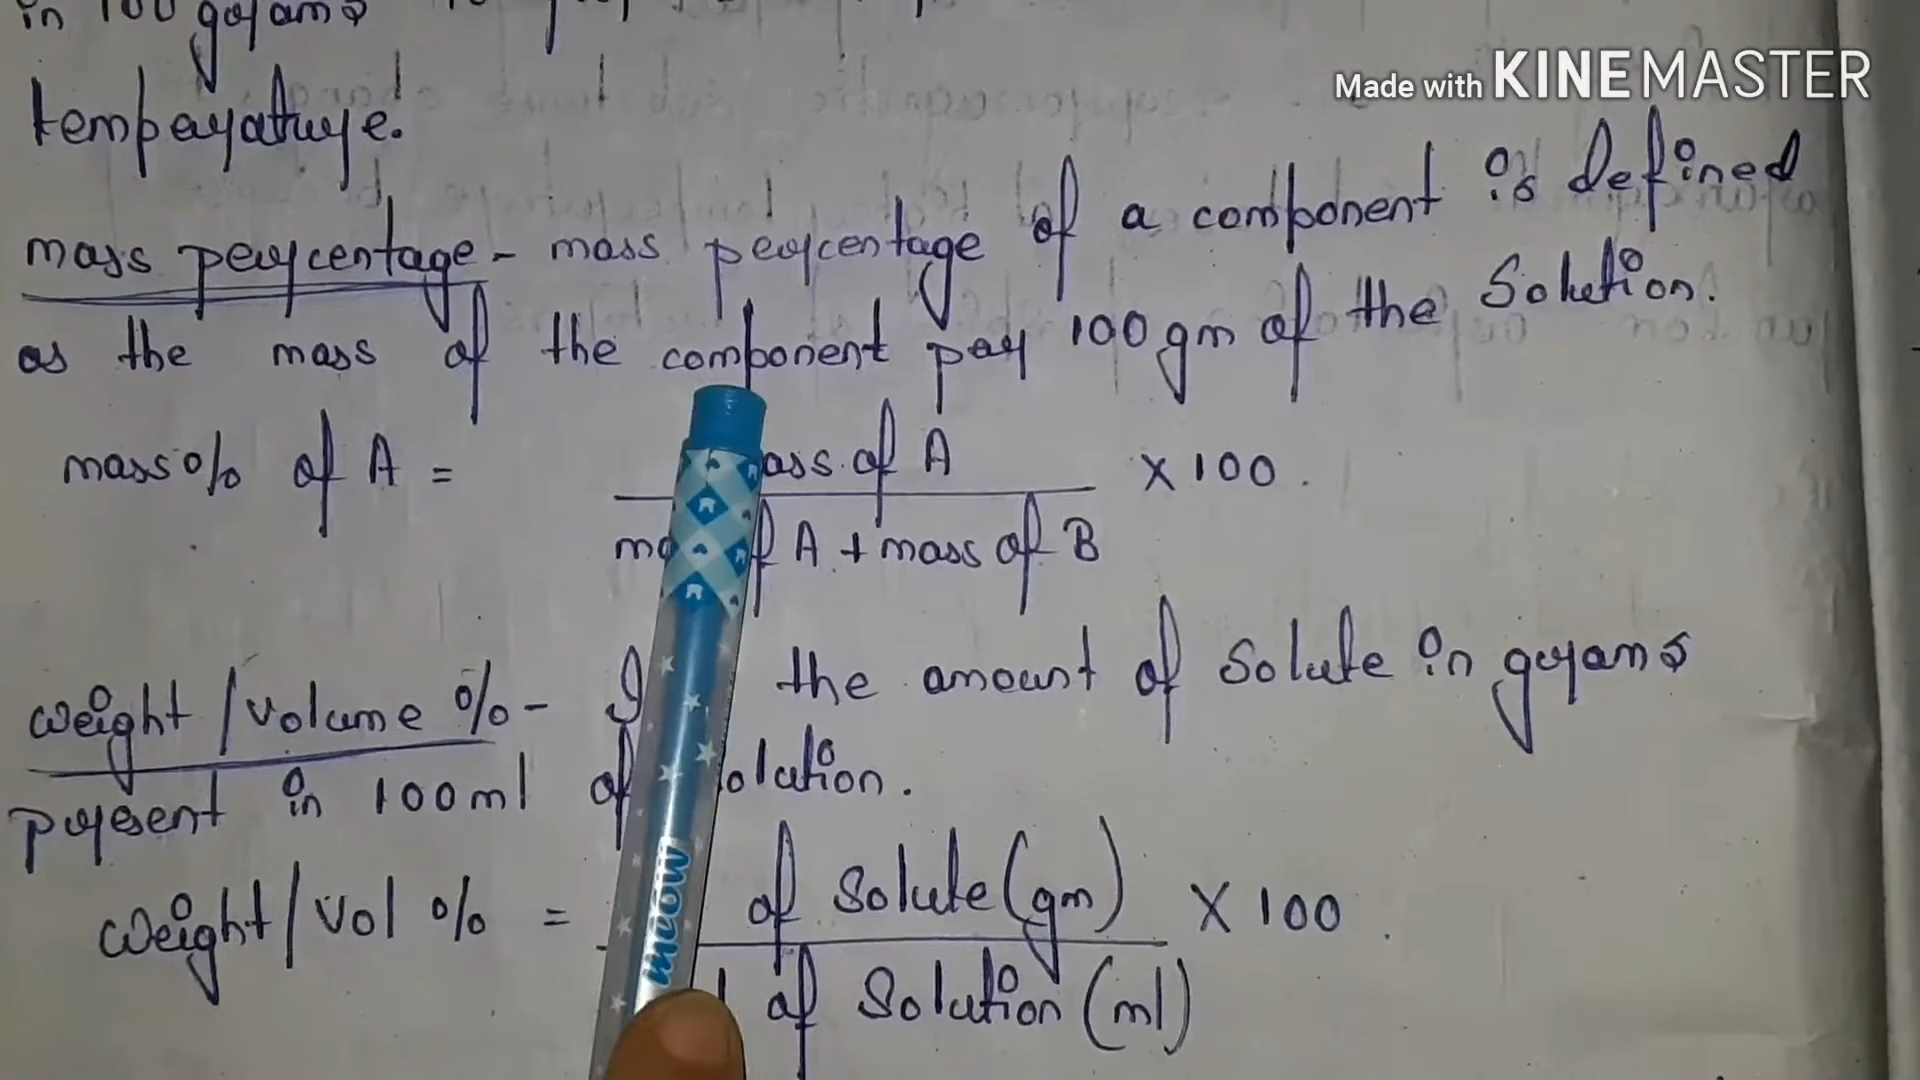 in 100 grams
Made with KINEMASTER
temperature.
mass percentage - mass percentage of a component is defined
as the mass of the component per 100 gm of the Solution.
mass % of A = ass of A × 100.
of A + mass of B
weight / volume % - the amount of Solute in grams
present in 100 ml of olution.
weight / vol % = of Solute (gm) × 100.
of Solution (ml)
meow